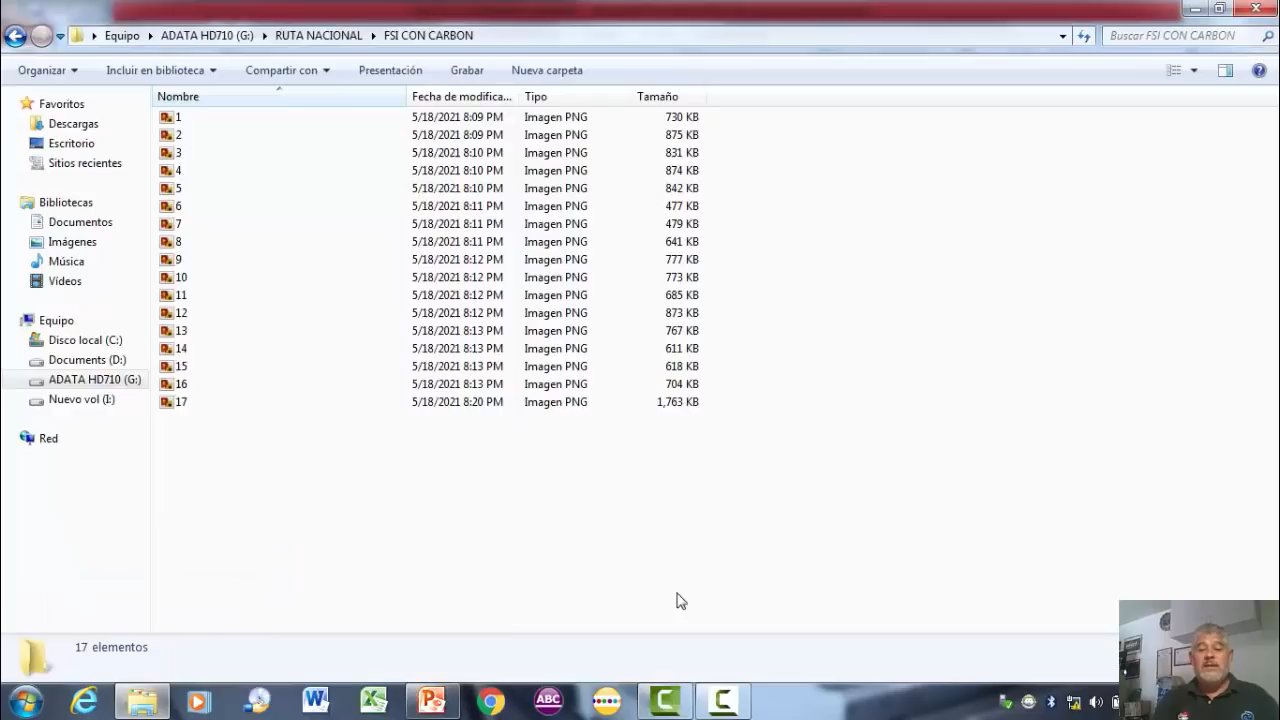 Equipo ADATA HD710 (G:) RUTA NACIONAL FSI CON CARBON Buscar FSI CON CARBON
Organizar Incluir en biblioteca Compartir con Presentación Grabar Nueva carpeta
Favoritos
Descargas
Escritorio
Sitios recientes
Bibliotecas
Documentos
Imágenes
Música
Vídeos
Equipo
Disco local (C:)
Documents (D:)
ADATA HD710 (G:)
Nuevo vol (I:)
Red
Nombre Fecha de modifica... Tipo Tamaño
1 5/18/2021 8:09 PM Imagen PNG 730 KB
2 5/18/2021 8:09 PM Imagen PNG 875 KB
3 5/18/2021 8:10 PM Imagen PNG 831 KB
4 5/18/2021 8:10 PM Imagen PNG 874 KB
5 5/18/2021 8:10 PM Imagen PNG 842 KB
6 5/18/2021 8:11 PM Imagen PNG 477 KB
7 5/18/2021 8:11 PM Imagen PNG 479 KB
8 5/18/2021 8:11 PM Imagen PNG 641 KB
9 5/18/2021 8:12 PM Imagen PNG 777 KB
10 5/18/2021 8:12 PM Imagen PNG 773 KB
11 5/18/2021 8:12 PM Imagen PNG 685 KB
12 5/18/2021 8:12 PM Imagen PNG 873 KB
13 5/18/2021 8:13 PM Imagen PNG 767 KB
14 5/18/2021 8:13 PM Imagen PNG 611 KB
15 5/18/2021 8:13 PM Imagen PNG 618 KB
16 5/18/2021 8:13 PM Imagen PNG 704 KB
17 5/18/2021 8:20 PM Imagen PNG 1,763 KB
17 elementos
ABC